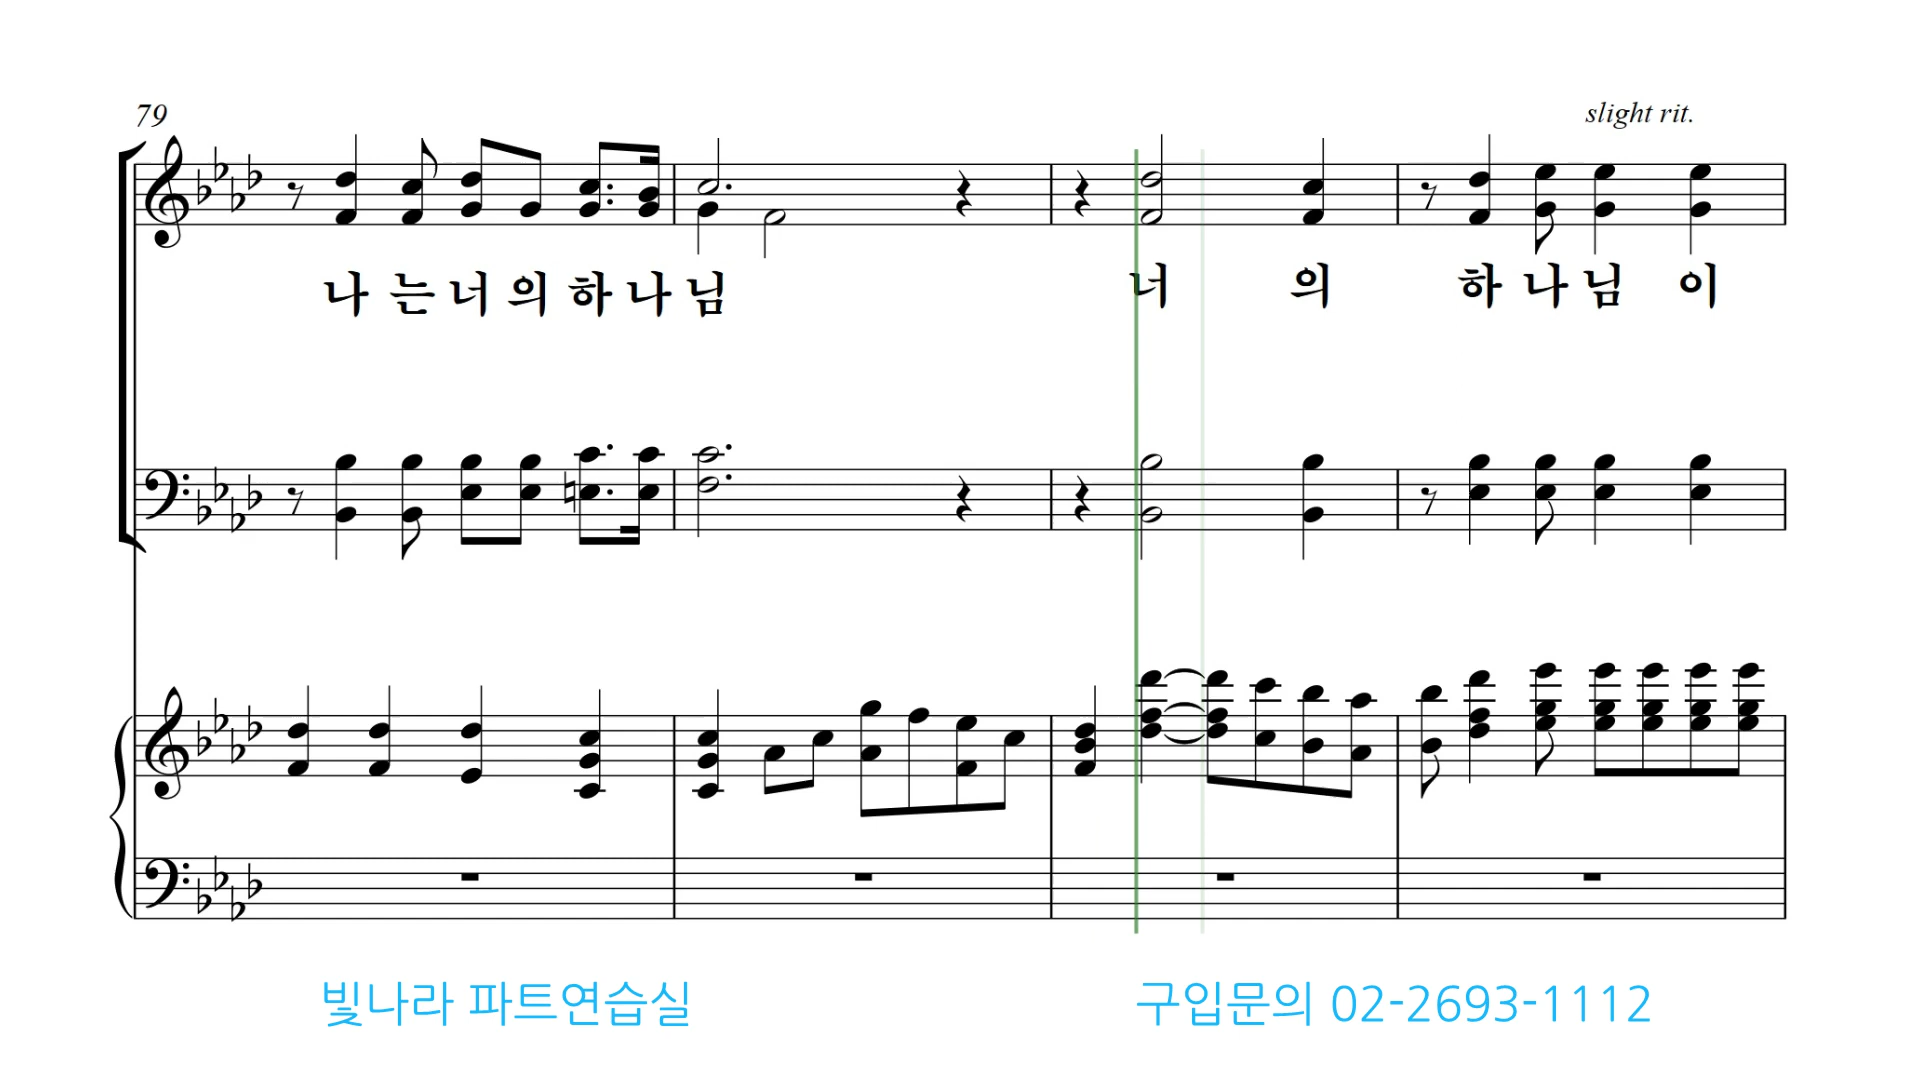 79
slight rit.
나 는 너 의 하 나 님 너 의 하 나 님 이
빛나라 파트연습실
구입문의 02-2693-1112